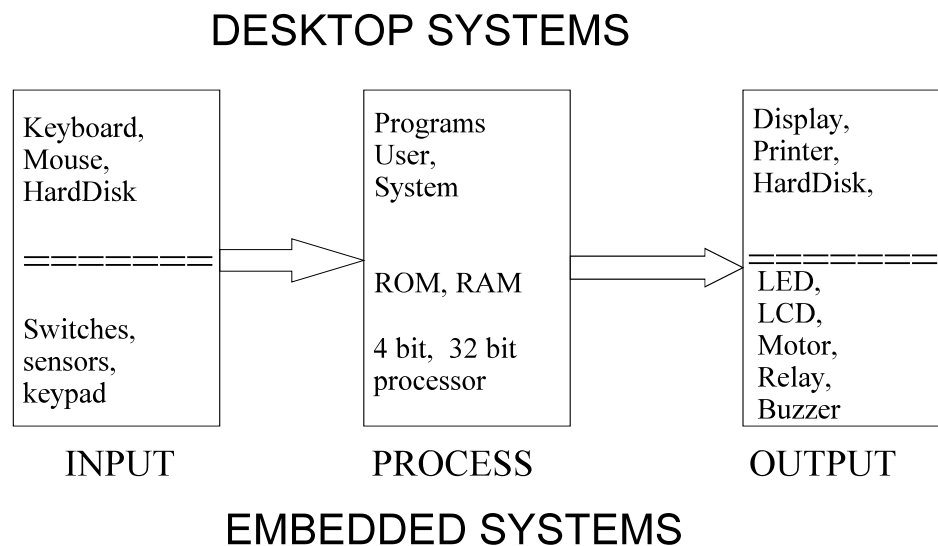 DESKTOP SYSTEMS
Keyboard,
Mouse,
HardDisk
=======
Switches,
sensors,
keypad
INPUT
Programs
User,
System
ROM, RAM
4 bit, 32 bit
processor
PROCESS
Display,
Printer,
HardDisk,
=======
LED,
LCD,
Motor,
Relay,
Buzzer
OUTPUT
EMBEDDED SYSTEMS